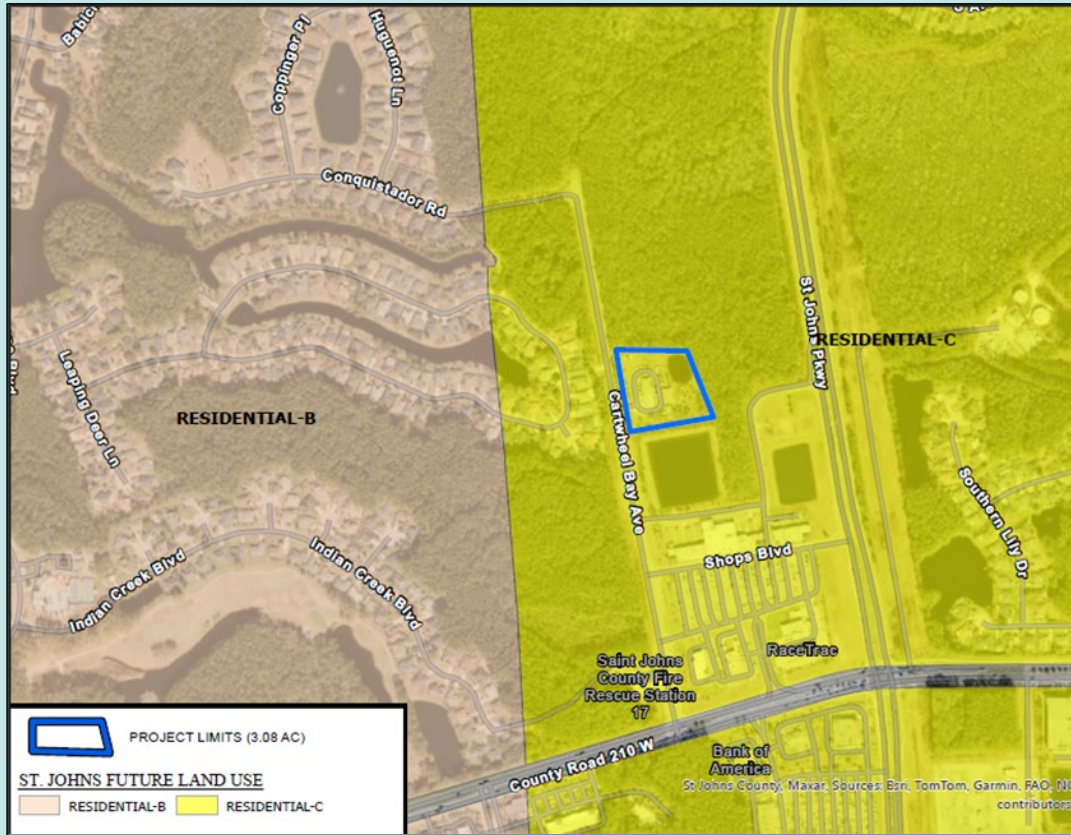 Babic
Coppinger Pl
Huguenot Ln
Conquistador Rd
St Johns Pkwy
RESIDENTIAL-C
Leaping Deer Ln
RESIDENTIAL-B
Cartwheel Bay Ave
Southern Lily Dr
Shops Blvd
Indian Creek Blvd
Indian Creek Blvd
RaceTrac
Saint Johns
County Fire
Rescue Station
17
County Road 210 W
Bank of
America
St Johns County, Maxar, Sources: Esri, TomTom, Garmin, FAO, NO
contributors
PROJECT LIMITS (3.08 AC)
ST. JOHNS FUTURE LAND USE
RESIDENTIAL-B
RESIDENTIAL-C